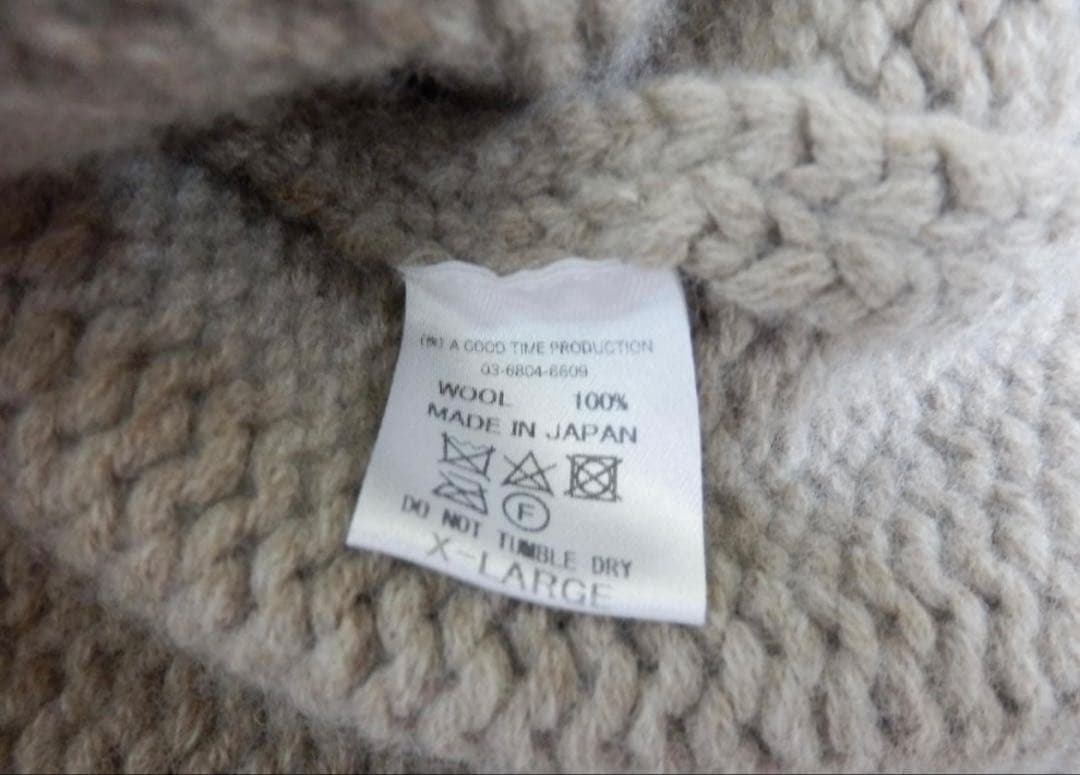 (株) A GOOD TIME PRODUCTION
03-6804-6609
WOOL 100%
MADE IN JAPAN
F
DO NOT TUMBLE DRY
X-LARGE